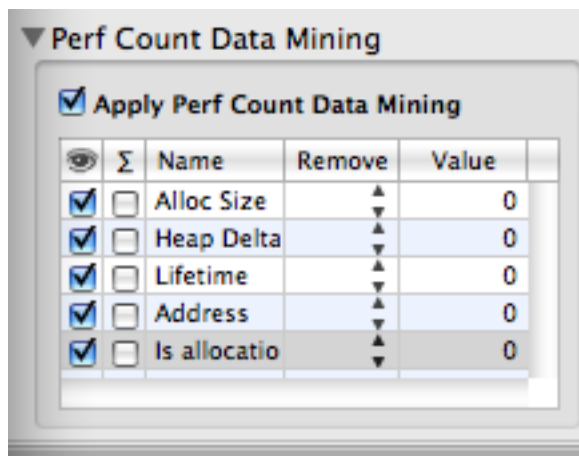 Perf Count Data Mining
Apply Perf Count Data Mining
Σ Name Remove Value
Alloc Size 0
Heap Delta 0
Lifetime 0
Address 0
Is allocatio 0